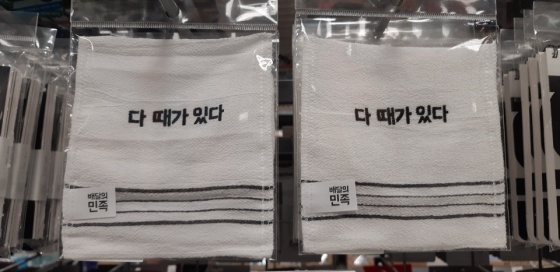 다 때가 있다
배달의
민족
다 때가 있다
배달의
민족